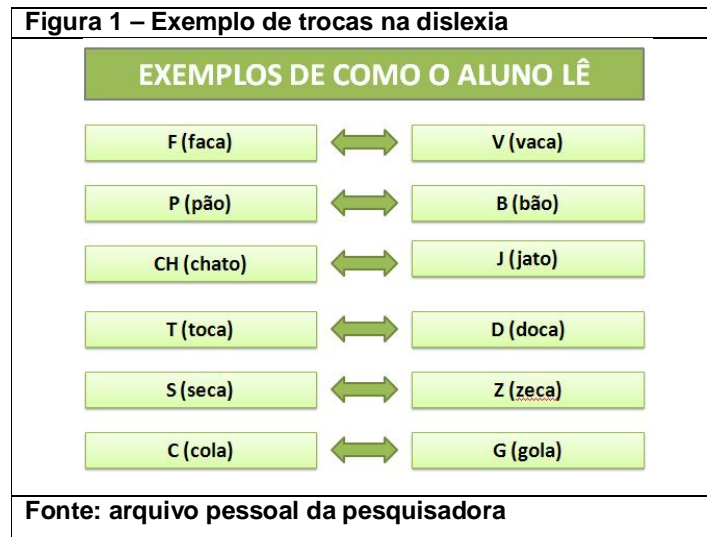 Figura 1 – Exemplo de trocas na dislexia
EXEMPLOS DE COMO O ALUNO LÊ
F (faca) V (vaca)
P (pão) B (bão)
CH (chato) J (jato)
T (toca) D (doca)
S (seca) Z (zeca)
C (cola) G (gola)
Fonte: arquivo pessoal da pesquisadora